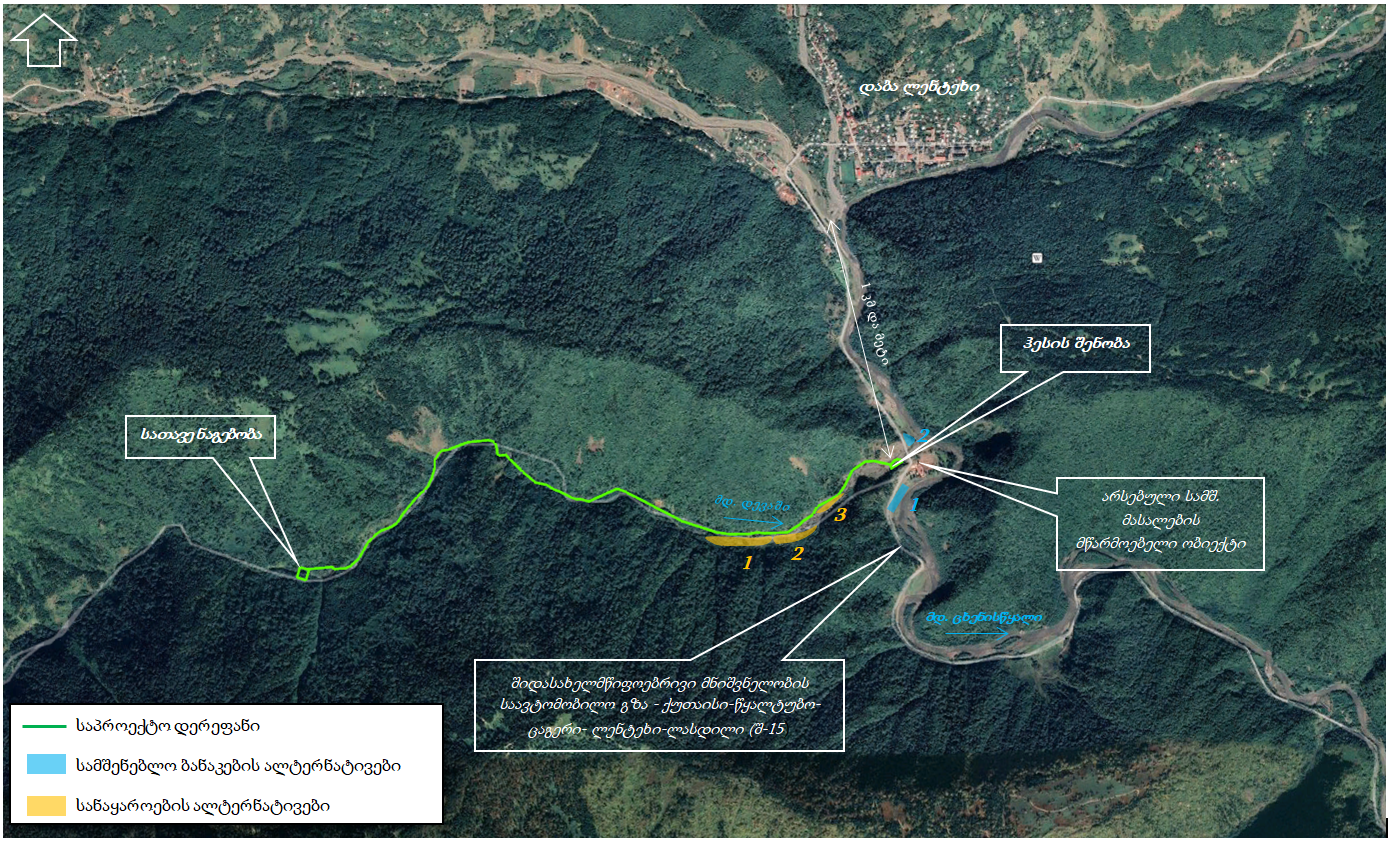 დაბა ლენტეხი
1 კმ და მეტი
ჰესის შენობა
სათავე ნაგებობა
2
არსებული სამშ.
მასალების
მწარმოებელი ობიექტი
1
მდ. დევაში
3
2
1
მდ. ცხენისწყალი
შიდასახელმწიფოებრივი მნიშვნელობის
საავტომობილო გზა - ქუთაისი-წყალტუბო-
ცაგერი- ლენტეხი-ლასდილი (შ-15
საპროექტო დერეფანი
სამშენებლო ბანაკების ალტერნატივები
სანაყაროების ალტერნატივები